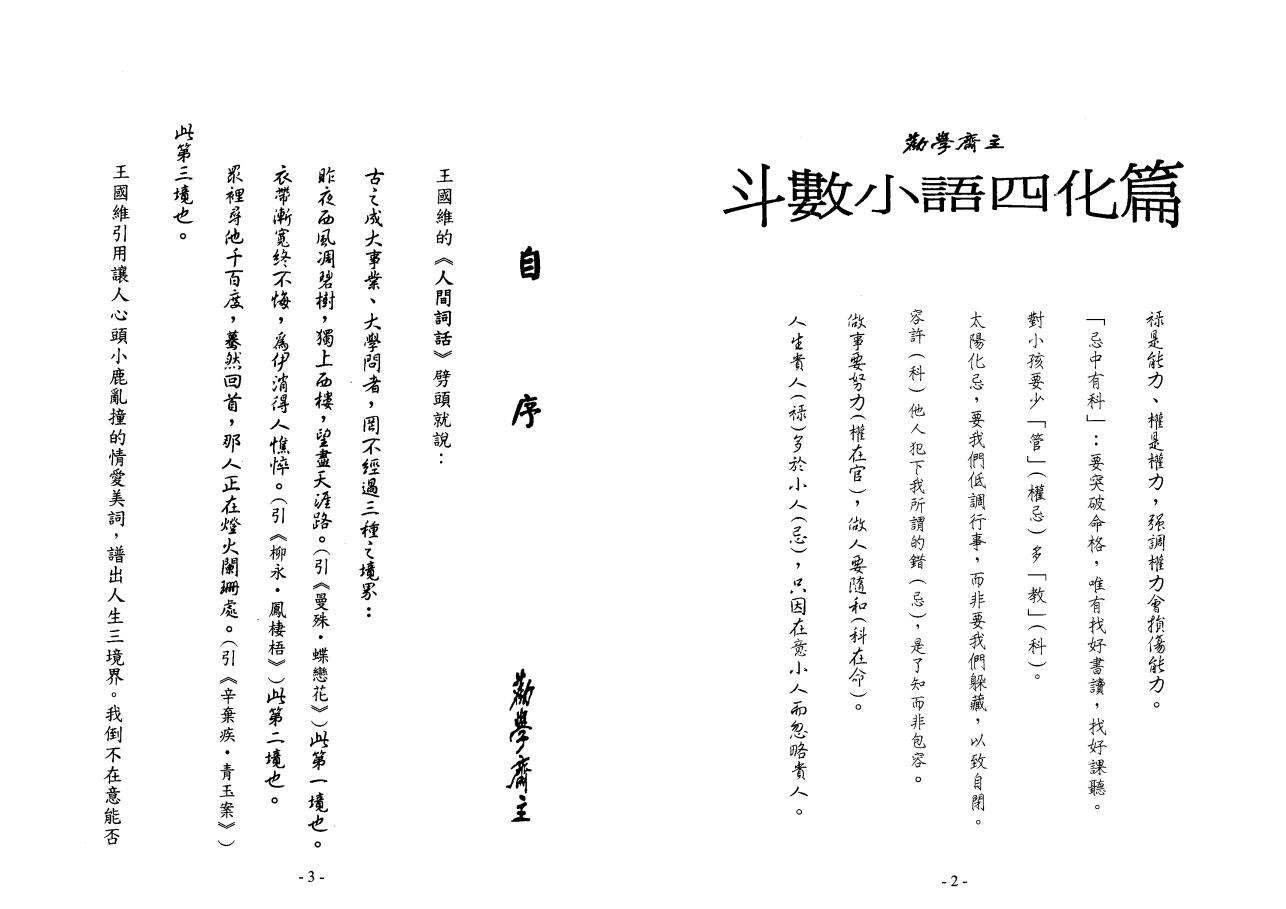 勸學齋主
斗數小語四化篇
祿是能力、權是權力，强調權力會損傷能力。
「忌中有科」：要突破命格，唯有找好書讀，找好課聽。
對小孩要少「管」（權忌）多「教」（科）。
太陽化忌，要我們低調行事，而非要我們躲藏，以致自閉。
容許（科）他人犯下我所謂的錯（忌），是了知而非包容。
做事要努力（權在官），做人要隨和（科在命）。
人生貴人（祿）多於小人（忌），只因在意小人而忽略貴人。
- 2 -
自序
勸學齋主
王國維的《人間詞話》劈頭就說：
古之成大事業、大學問者，罔不經過三種之境界：
昨夜西風凋碧樹，獨上西樓，望盡天涯路。（引《曼殊・蝶戀花》）此第一境也。
衣帶漸寬終不悔，爲伊消得人憔悴。（引《柳永・鳳棲梧》）此第二境也。
眾裡尋他千百度，驀然回首，那人正在燈火闌珊處。（引《辛棄疾・青玉案》）
此第三境也。
王國維引用讓人心頭小鹿亂撞的情愛美詞，譜出人生三境界。我倒不在意能否
- 3 -